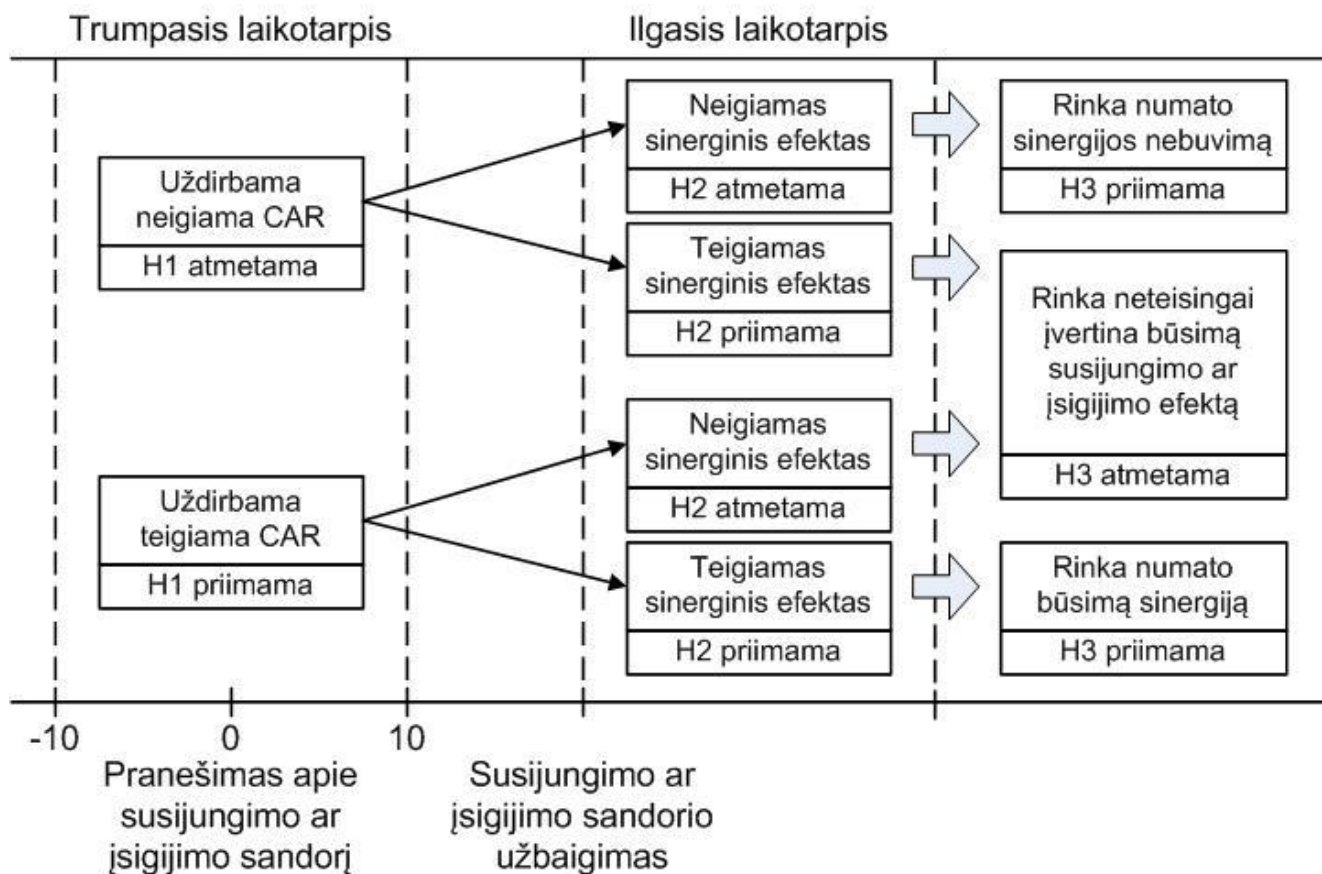 Trumpasis laikotarpis
Ilgasis laikotarpis
Uždirbama
neigiama CAR
H1 atmetama
Uždirbama
teigiama CAR
H1 priimama
Neigiamas
sinerginis efektas
H2 atmetama
Teigiamas
sinerginis efektas
H2 priimama
Neigiamas
sinerginis efektas
H2 atmetama
Teigiamas
sinerginis efektas
H2 priimama
Rinka numato
sinergijos nebuvimą
H3 priimama
Rinka neteisingai
įvertina būsimą
susijungimo ar
įsigijimo efektą
H3 atmetama
Rinka numato
būsimą sinergiją
H3 priimama
-10
0
10
Pranešimas apie
susijungimo ar
įsigijimo sandorį
Susijungimo ar
įsigijimo sandorio
užbaigimas